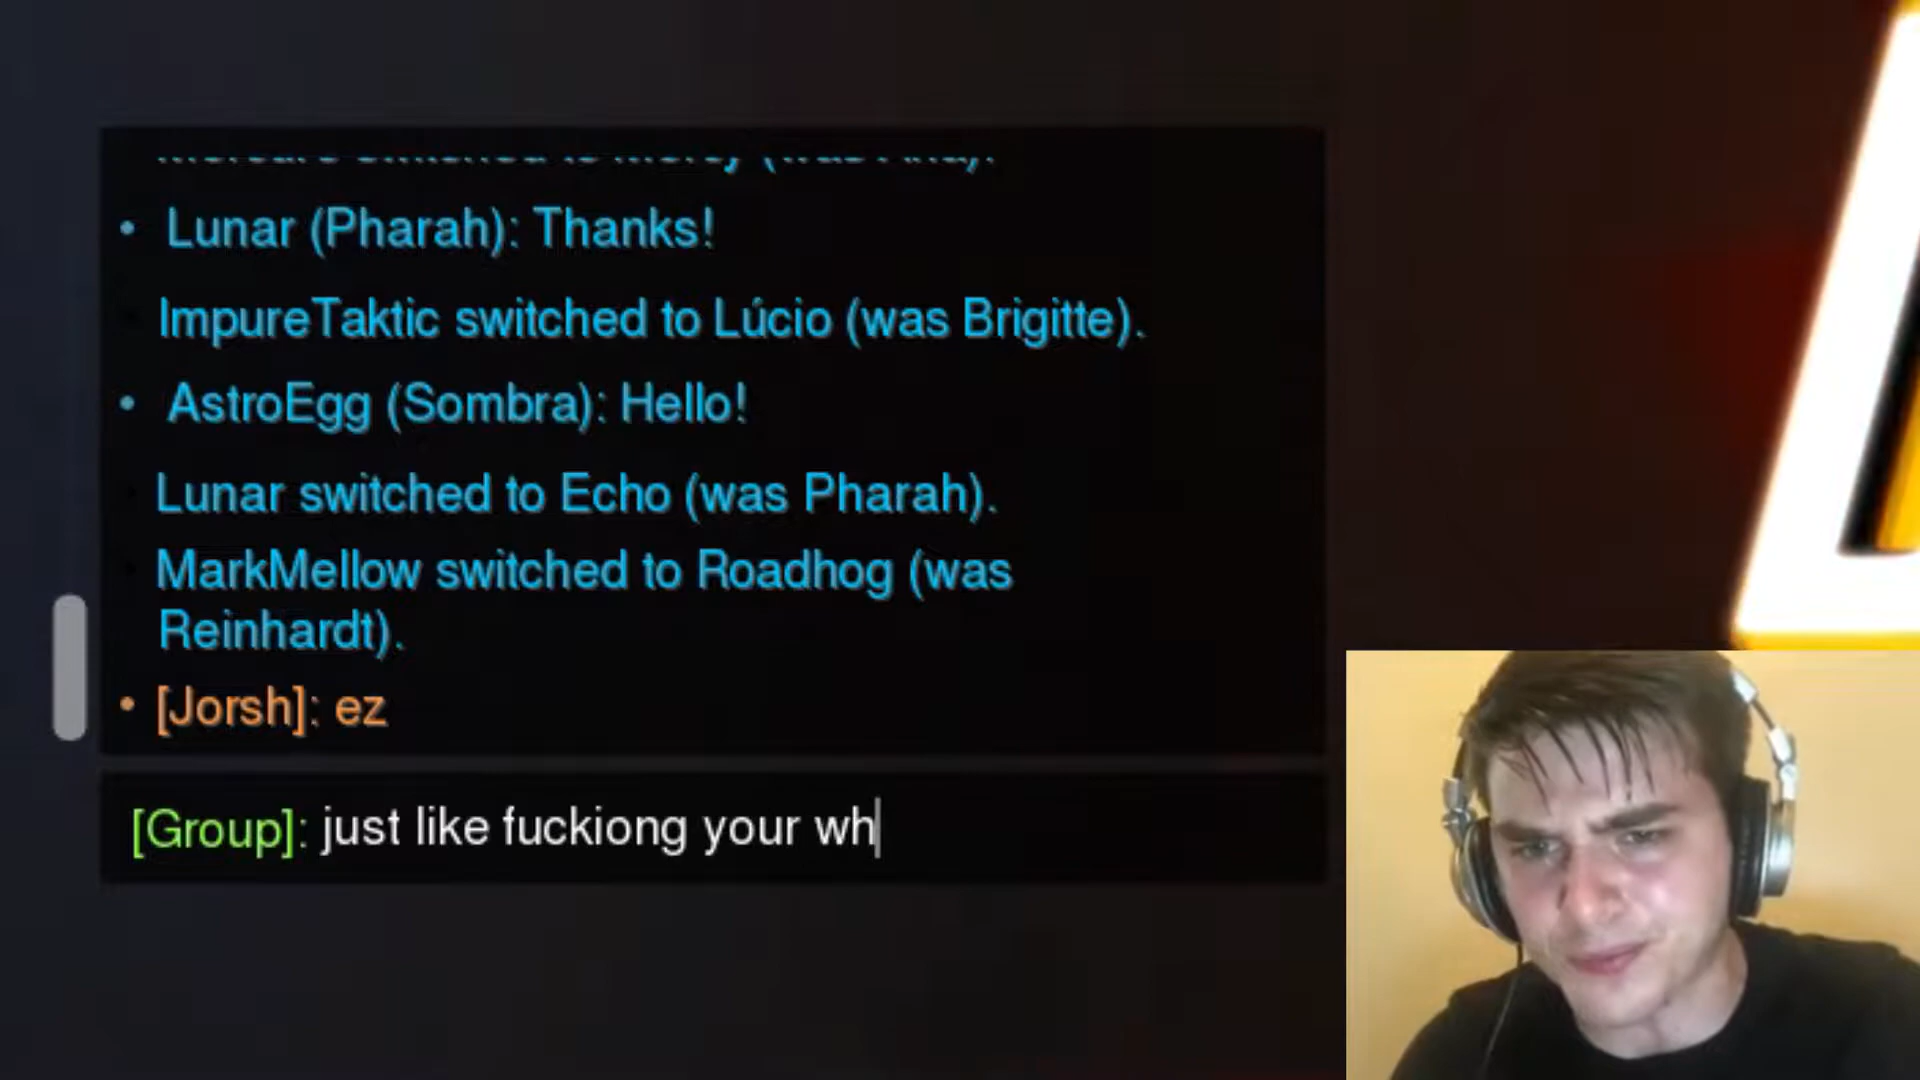 • Lunar (Pharah): Thanks!
ImpureTaktic switched to Lúcio (was Brigitte).
• AstroEgg (Sombra): Hello!
Lunar switched to Echo (was Pharah).
MarkMellow switched to Roadhog (was
Reinhardt).
• [Jorsh]: ez
[Group]: just like fuckiong your wh